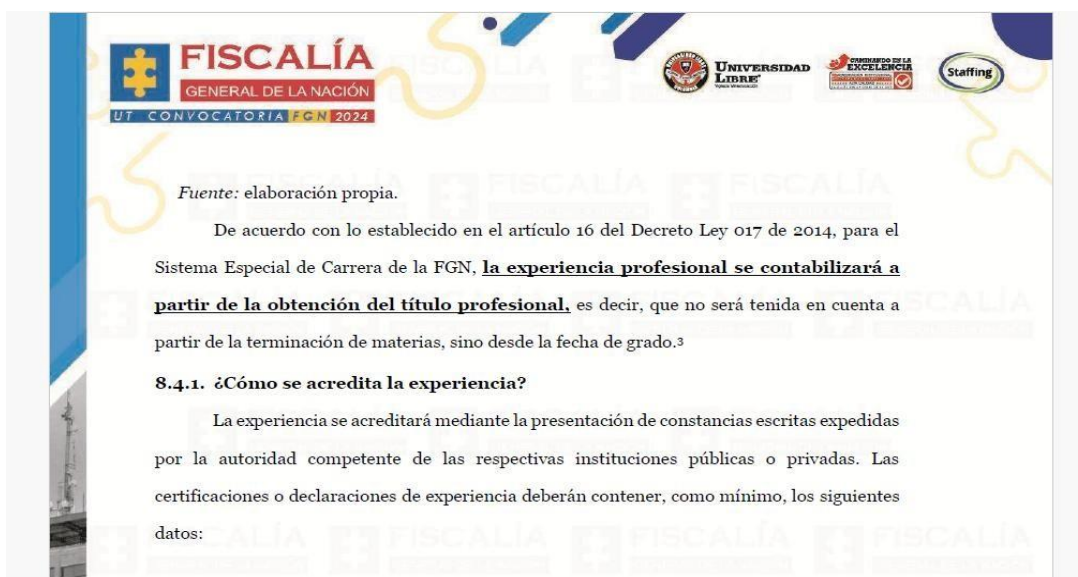 FISCALÍA
GENERAL DE LA NACIÓN
UT CONVOCATORIA FGN 2024
UNIVERSIDAD
LIBRE
CAMINANDO EN LA
EXCELENCIA
Staffing
Fuente: elaboración propia.
De acuerdo con lo establecido en el artículo 16 del Decreto Ley 017 de 2014, para el
Sistema Especial de Carrera de la FGN, la experiencia profesional se contabilizará a
partir de la obtención del título profesional, es decir, que no será tenida en cuenta a
partir de la terminación de materias, sino desde la fecha de grado.3
8.4.1. ¿Cómo se acredita la experiencia?
La experiencia se acreditará mediante la presentación de constancias escritas expedidas
por la autoridad competente de las respectivas instituciones públicas o privadas. Las
certificaciones o declaraciones de experiencia deberán contener, como mínimo, los siguientes
datos: